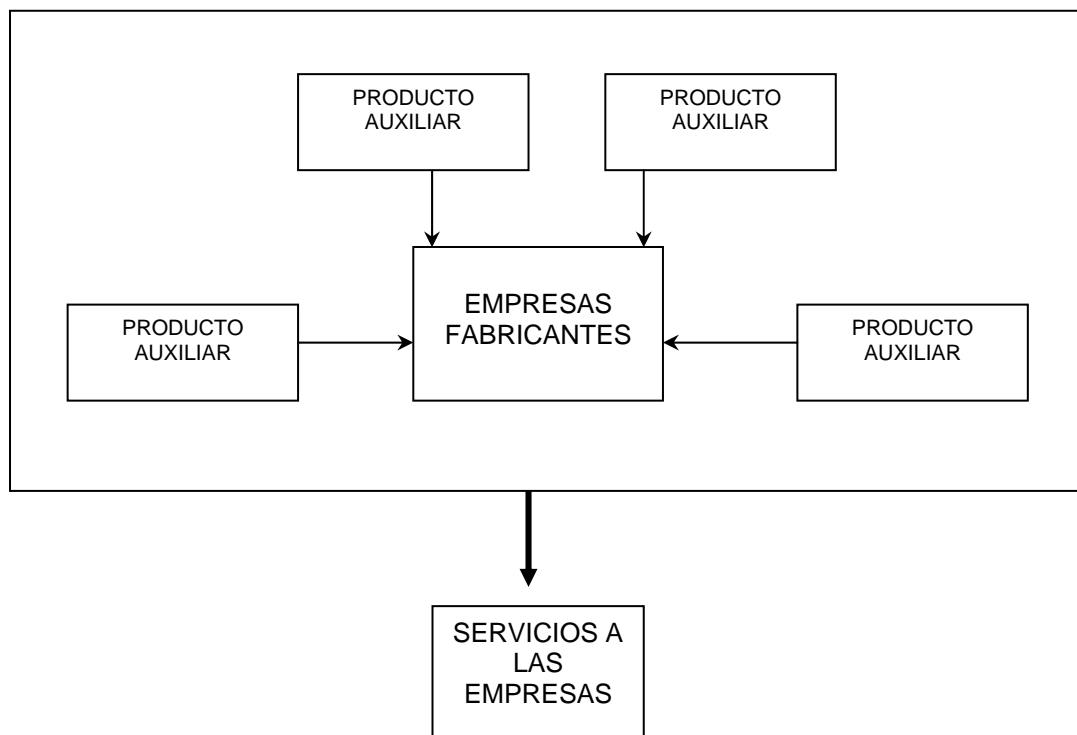 PRODUCTO
AUXILIAR
PRODUCTO
AUXILIAR
EMPRESAS
FABRICANTES
PRODUCTO
AUXILIAR
PRODUCTO
AUXILIAR
SERVICIOS A
LAS
EMPRESAS